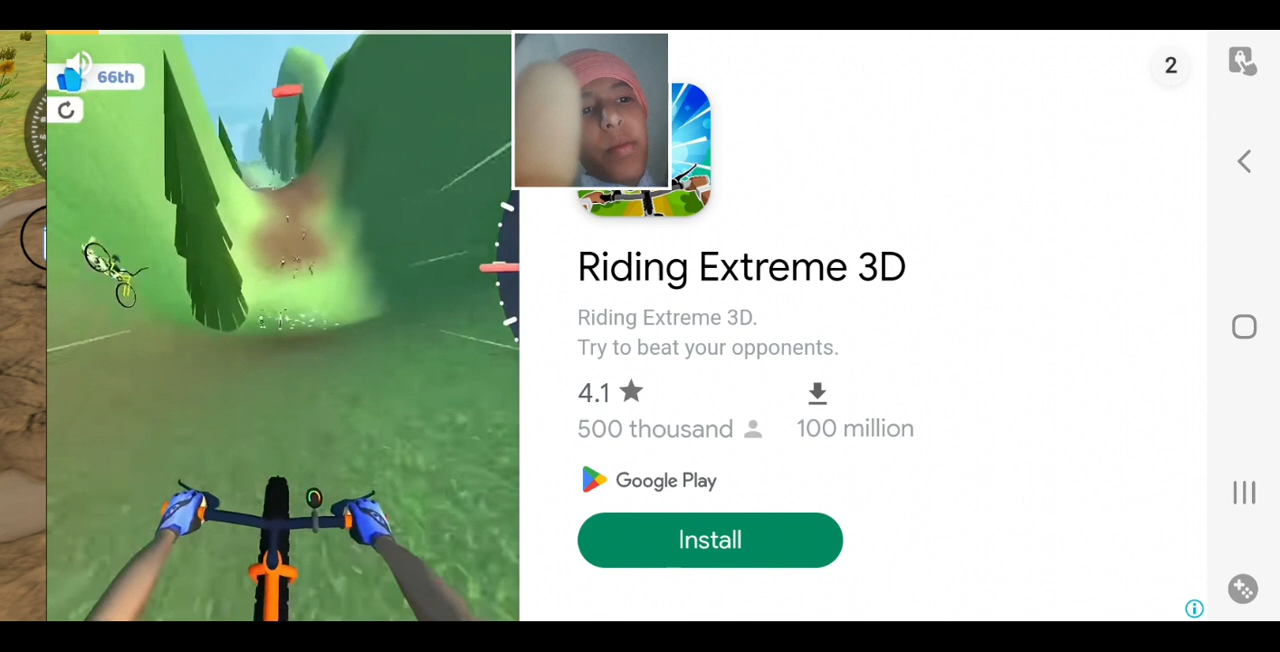 66th
2
Riding Extreme 3D
Riding Extreme 3D.
Try to beat your opponents.
4.1
500 thousand
100 million
Google Play
Install